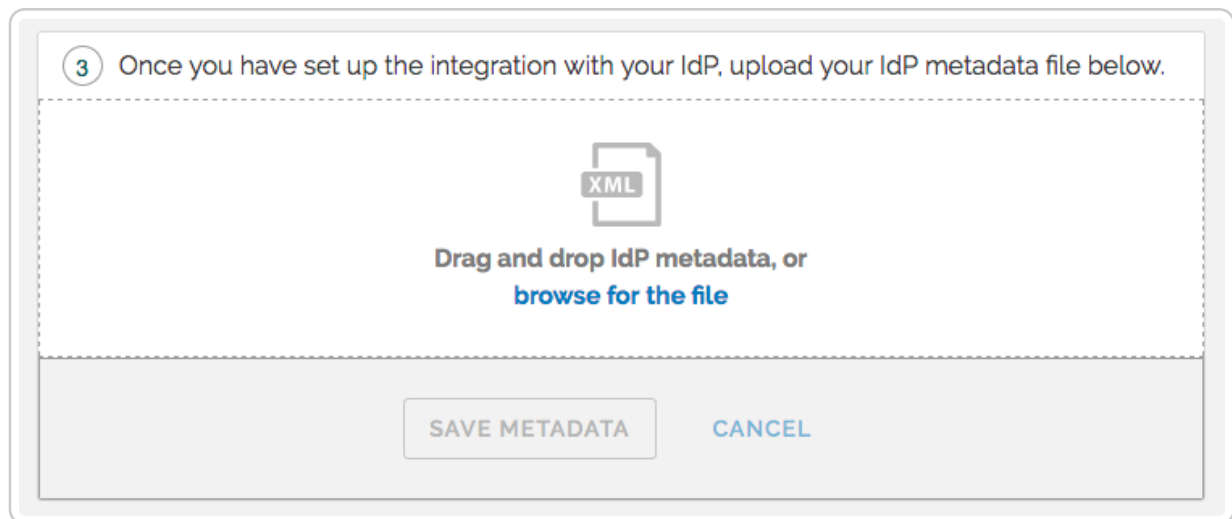 3 Once you have set up the integration with your IdP, upload your IdP metadata file below.
XML
Drag and drop IdP metadata, or
browse for the file
SAVE METADATA CANCEL